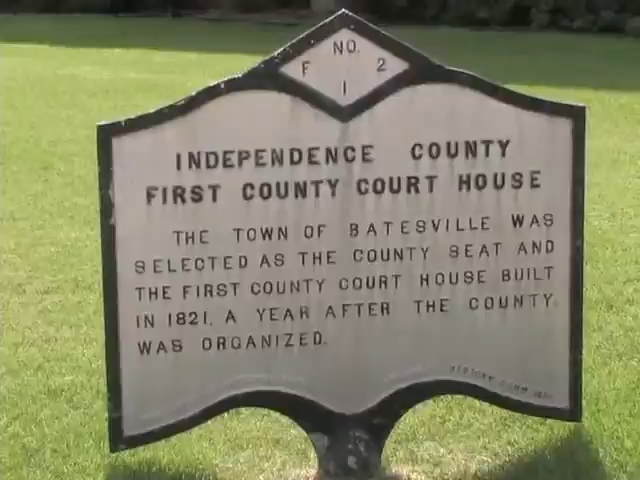 NO.
F 2
1
INDEPENDENCE COUNTY
FIRST COUNTY COURT HOUSE
THE TOWN OF BATESVILLE WAS
SELECTED AS THE COUNTY SEAT AND
THE FIRST COUNTY COURT HOUSE BUILT
IN 1821, A YEAR AFTER THE COUNTY
WAS ORGANIZED.